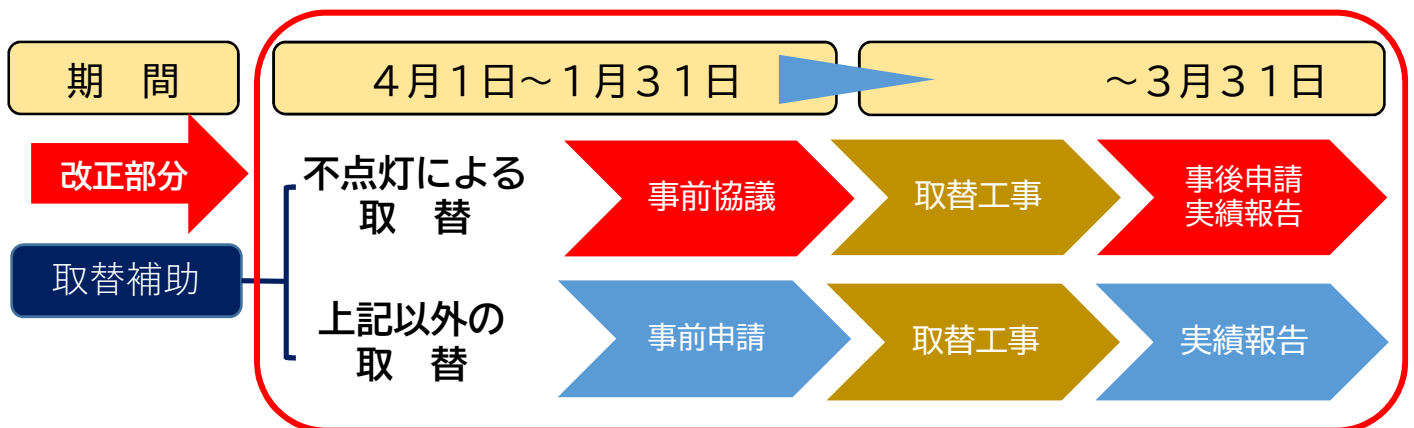 期　間
４月１日～１月３１日
～３月３１日
改正部分
不点灯による
取　替
事前協議
取替工事
事後申請
実績報告
取替補助
上記以外の
取　替
事前申請
取替工事
実績報告